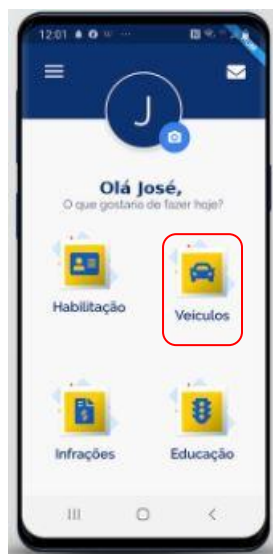 12:01
J
Olá José,
O que gostaria de fazer hoje?
Habilitação
Veículos
Infrações
Educação